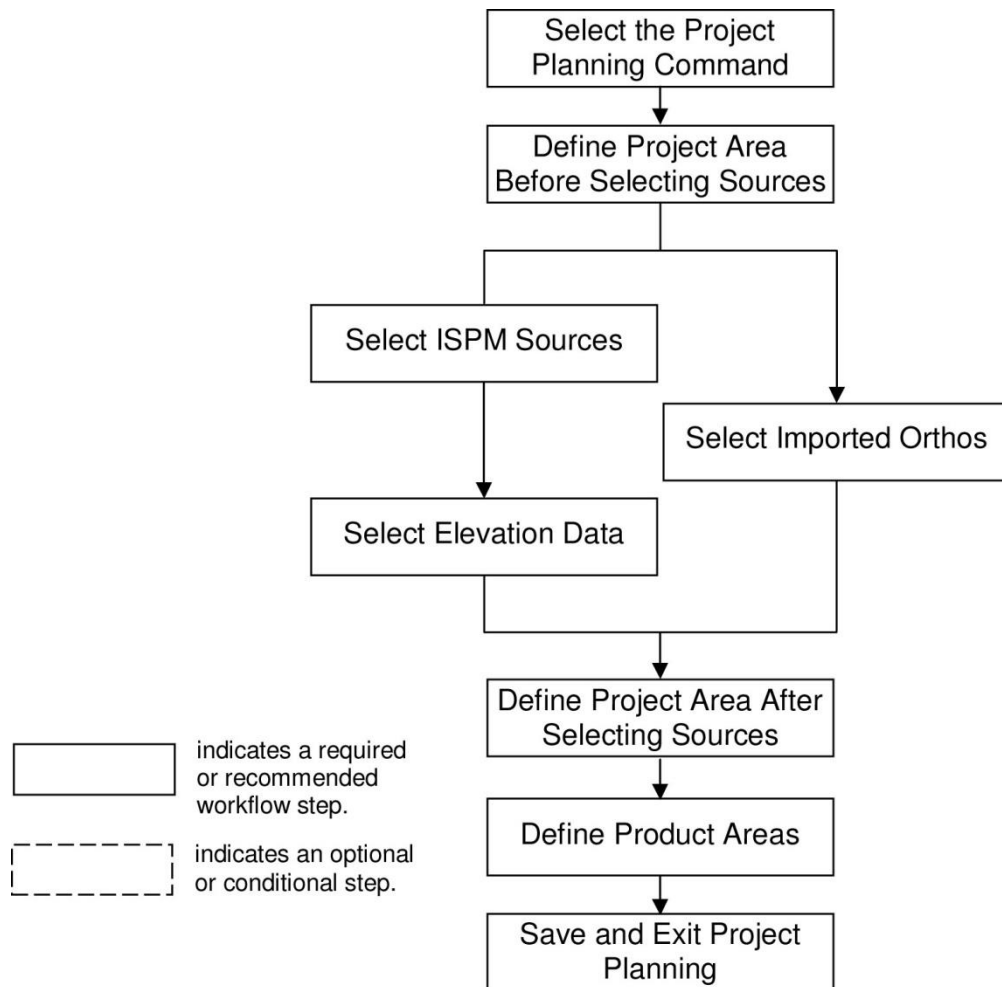 Select the Project
Planning Command
Define Project Area
Before Selecting Sources
Select ISPM Sources
Select Imported Orthos
Select Elevation Data
Define Project Area After
Selecting Sources
indicates a required
or recommended
workflow step.
Define Product Areas
indicates an optional
or conditional step.
Save and Exit Project
Planning